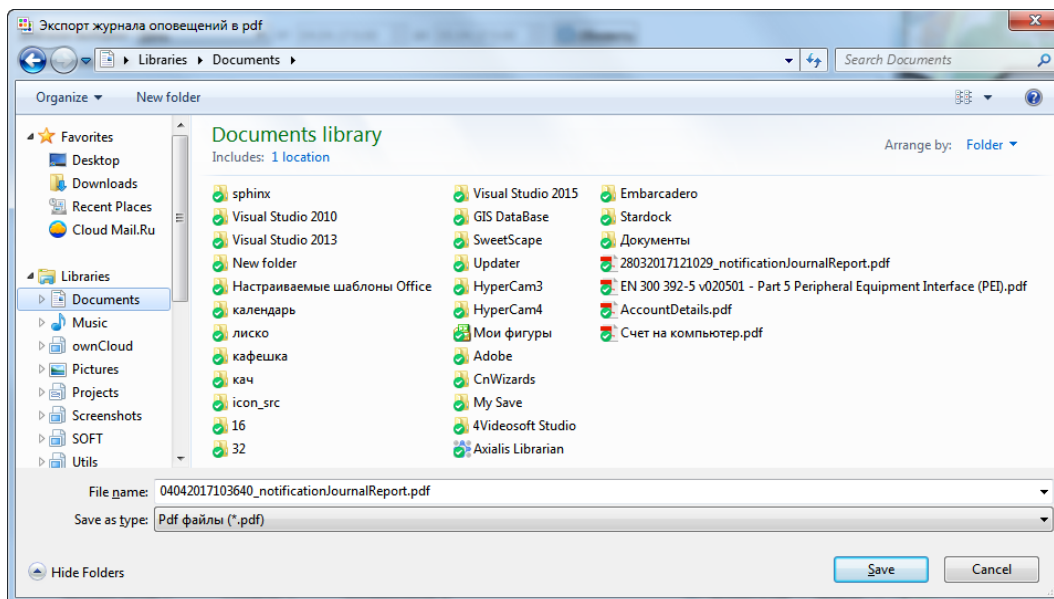 Экспорт журнала оповещений в pdf
Libraries Documents
Search Documents
Organize New folder
Favorites
Desktop
Downloads
Recent Places
Cloud Mail.Ru
Libraries
Documents
Music
ownCloud
Pictures
Projects
Screenshots
SOFT
Utils
Documents library
Includes: 1 location
Arrange by: Folder
sphinx
Visual Studio 2010
Visual Studio 2013
New folder
Настраиваемые шаблоны Office
календарь
лиско
кафешка
кач
icon_src
16
32
Visual Studio 2015
GIS DataBase
SweetScape
Updater
HyperCam3
HyperCam4
Мои фигуры
Adobe
CnWizards
My Save
4Videosoft Studio
Axialis Librarian
Embarcadero
Stardock
Документы
28032017121029_notificationJournalReport.pdf
EN 300 392-5 v020501 - Part 5 Peripheral Equipment Interface (PEI).pdf
AccountDetails.pdf
Счет на компьютер.pdf
File name: 04042017103640_notificationJournalReport.pdf
Save as type: Pdf файлы (*.pdf)
Hide Folders
Save Cancel